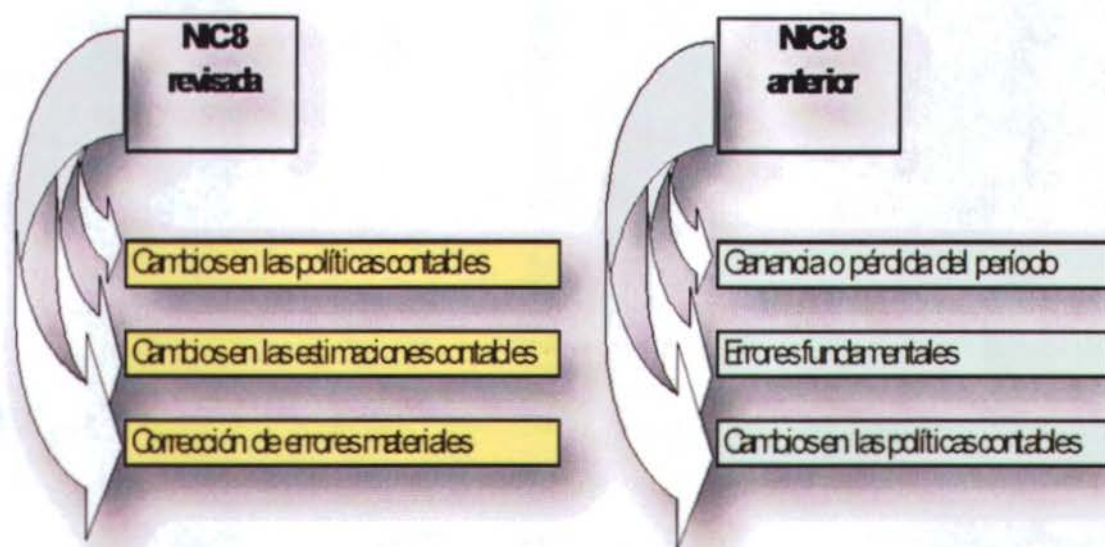 NIC8
revisada
Cambios en las políticas contables
Cambios en las estimaciones contables
Corrección de errores materiales
NIC8
anterior
Ganancia o pérdida del período
Errores fundamentales
Cambios en las políticas contables